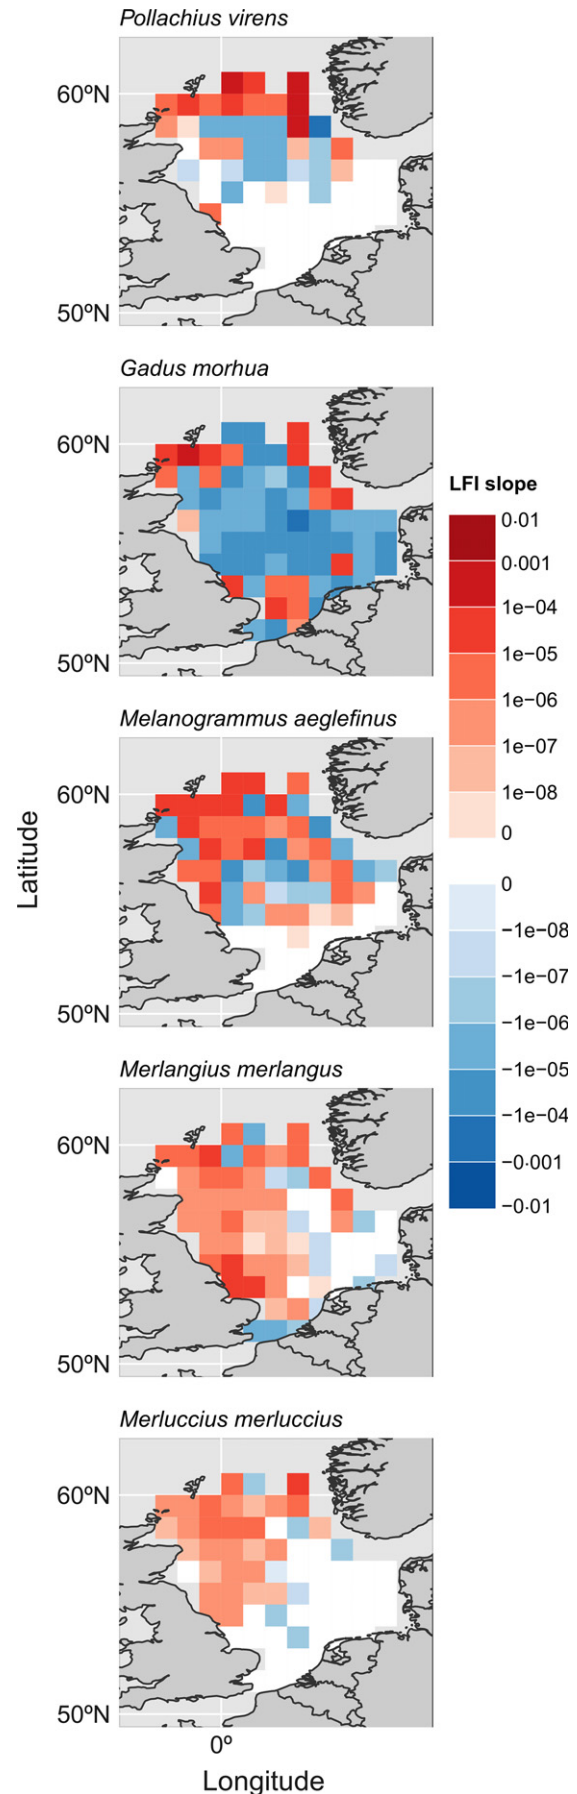 Pollachius virens
60ºN
50ºN
Gadus morhua
60ºN
50ºN
LFI slope
0·01
0·001
1e−04
1e−05
1e−06
1e−07
1e−08
0
0
−1e−08
−1e−07
−1e−06
−1e−05
−1e−04
−0·001
−0·01
Melanogrammus aeglefinus
60ºN
50ºN
Latitude
Merlangius merlangus
60ºN
50ºN
Merluccius merluccius
60ºN
50ºN
0º
Longitude